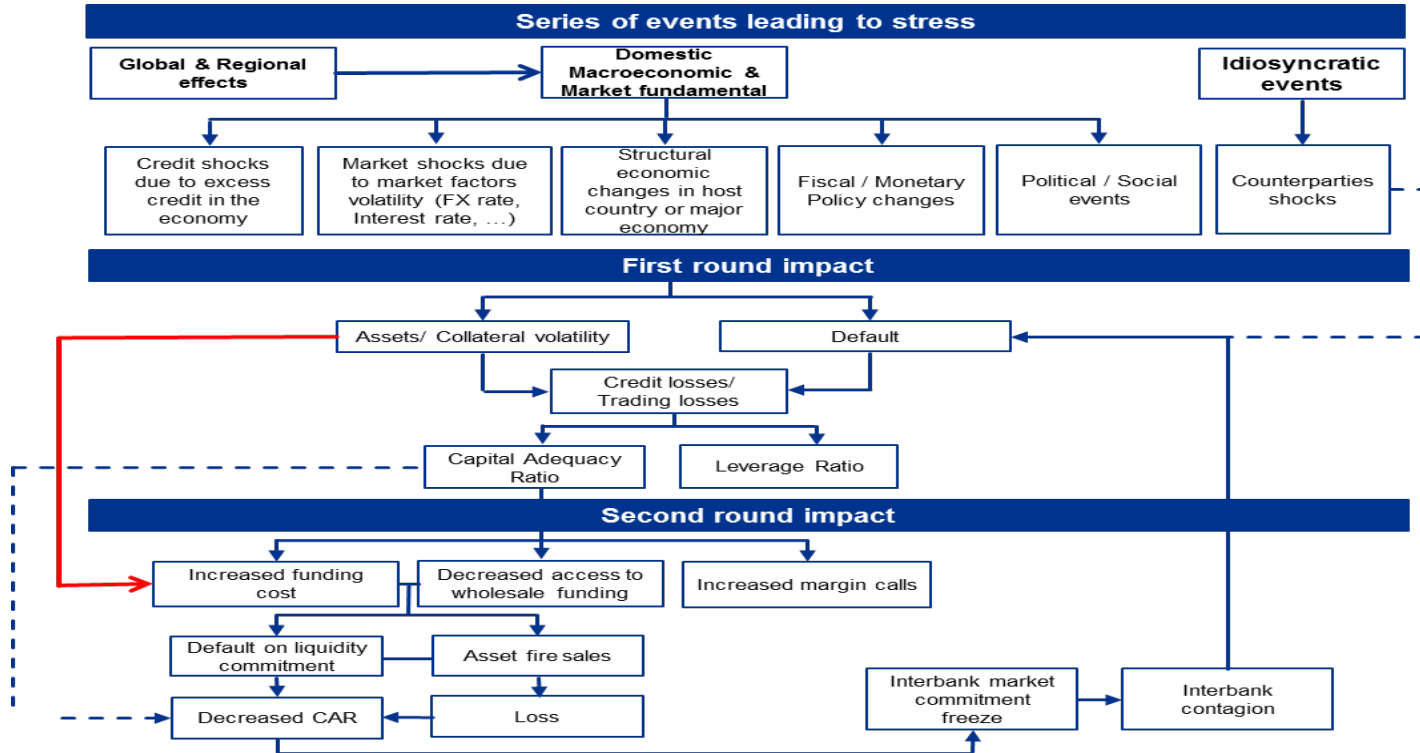 Series of events leading to stress
Global & Regional
effects
Domestic
Macroeconomic &
Market fundamental
Idiosyncratic
events
Credit shocks
due to excess
credit in the
economy
Market shocks due
to market factors
volatility (FX rate,
Interest rate, …)
Structural
economic
changes in host
country or major
economy
Fiscal / Monetary
Policy changes
Political / Social
events
Counterparties
shocks
First round impact
Assets/ Collateral volatility
Default
Credit losses/
Trading losses
Capital Adequacy
Ratio
Leverage Ratio
Second round impact
Increased funding
cost
Decreased access to
wholesale funding
Increased margin calls
Default on liquidity
commitment
Asset fire sales
Decreased CAR
Loss
Interbank market
commitment
freeze
Interbank
contagion